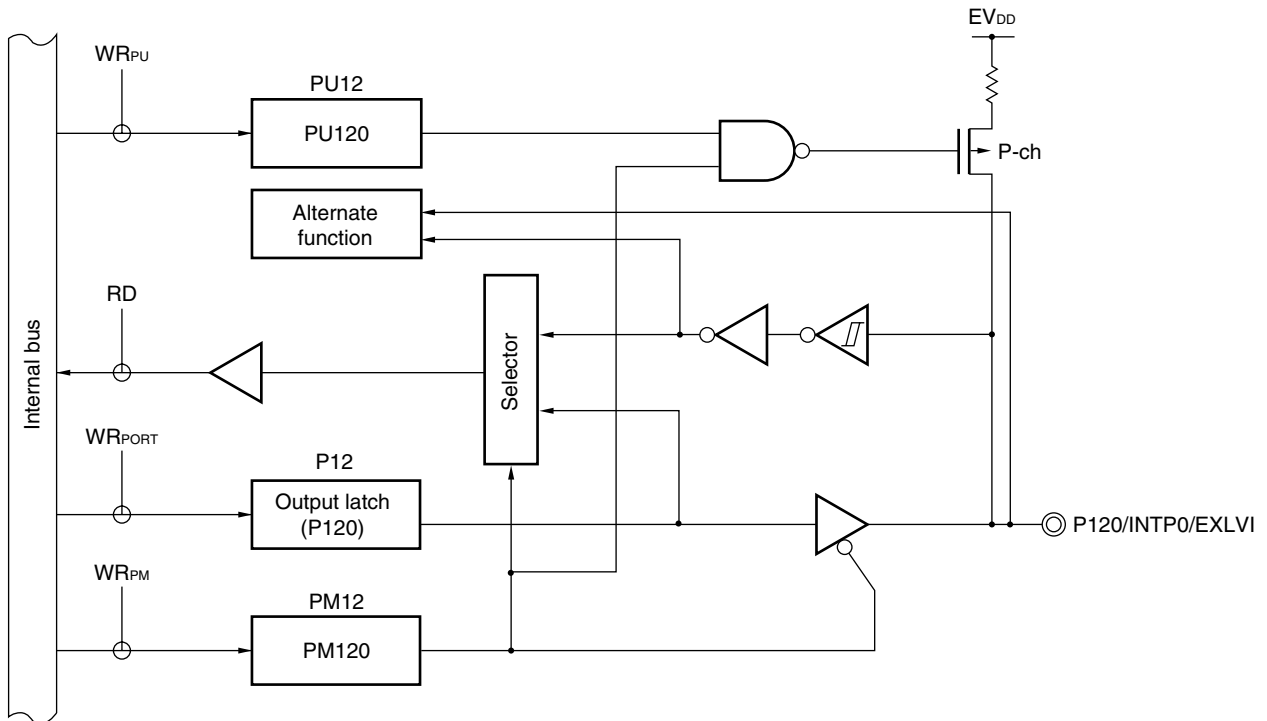 EVDD
WRPU
PU12
PU120
P-ch
Alternate
function
RD
Internal bus
Selector
WRPORT
P12
Output latch
(P120)
P120/INTP0/EXLVI
WRPM
PM12
PM120